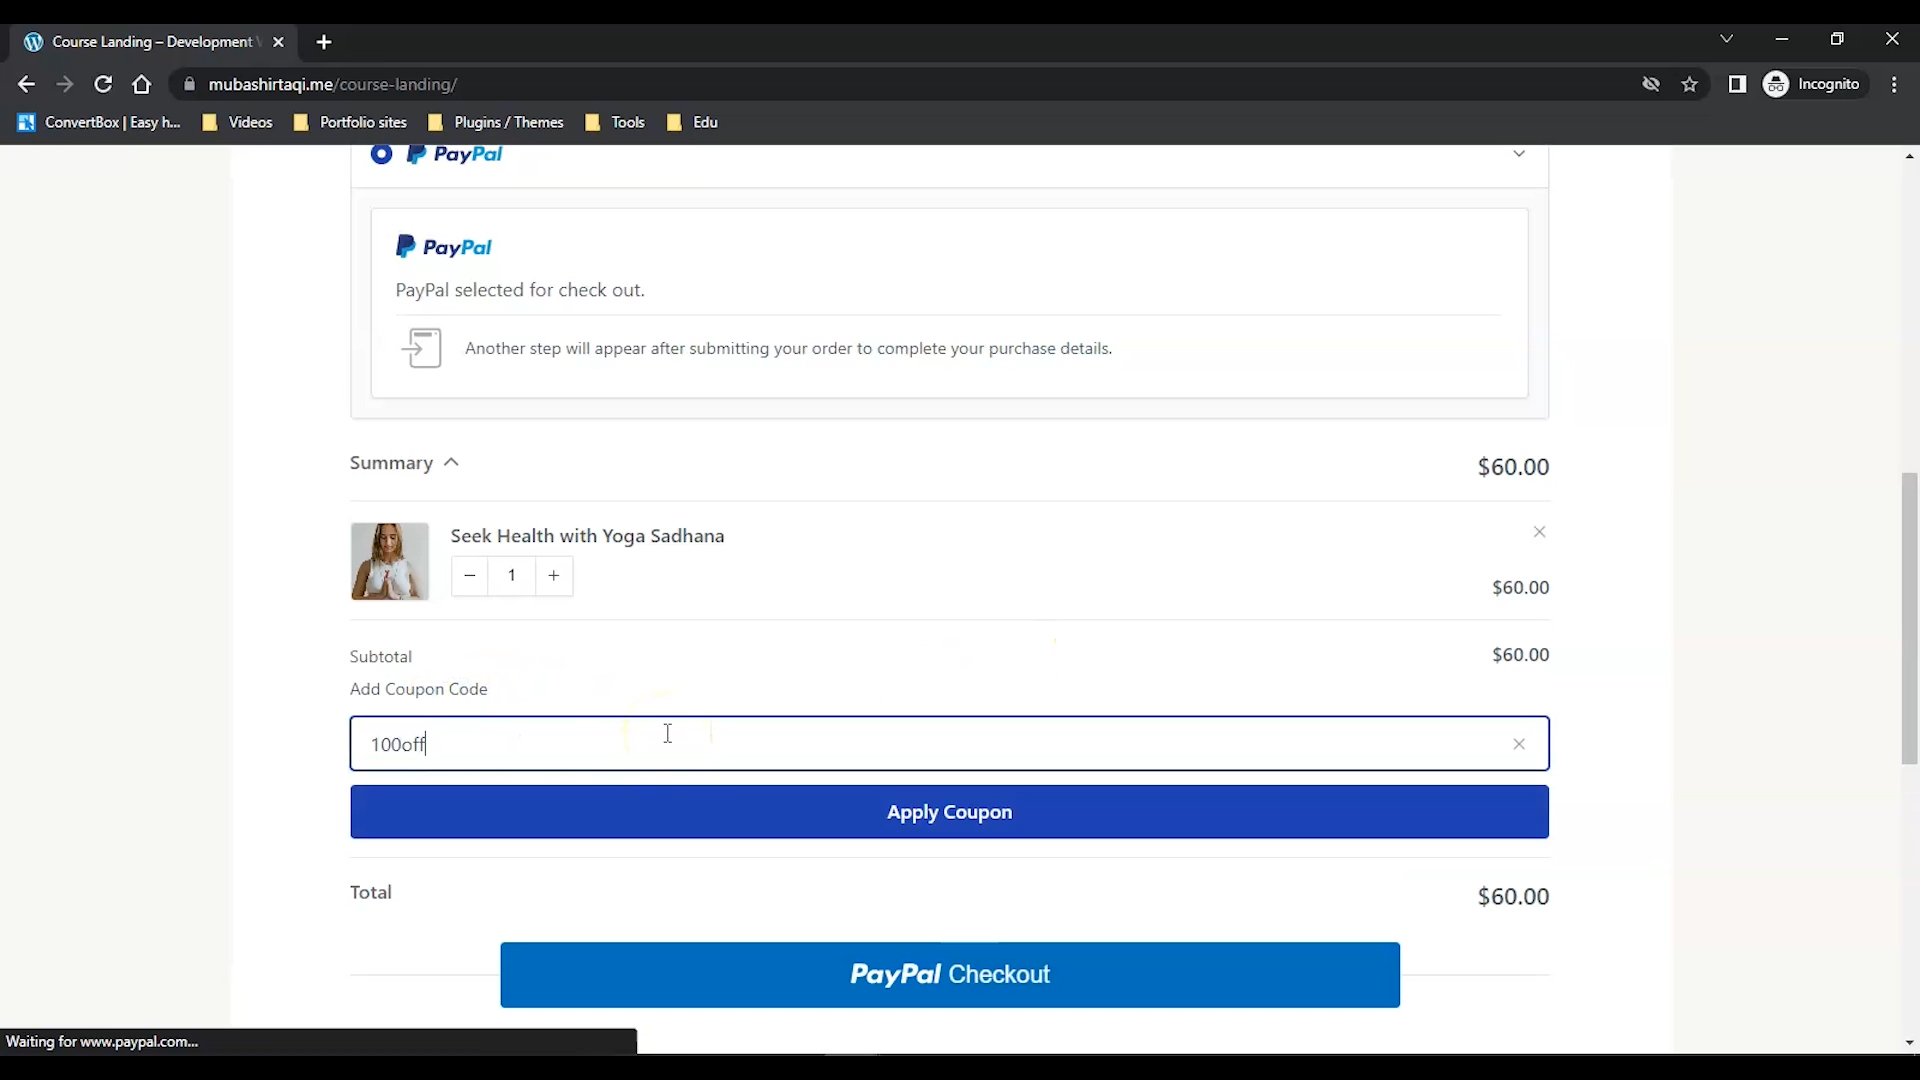 Course Landing – Development
mubashirtaqi.me/course-landing/
Incognito
ConvertBox | Easy h...
Videos
Portfolio sites
Plugins / Themes
Tools
Edu
PayPal
PayPal
PayPal selected for check out.
Another step will appear after submitting your order to complete your purchase details.
Summary
$60.00
Seek Health with Yoga Sadhana
− 1 +
$60.00
Subtotal
$60.00
Add Coupon Code
100off
Apply Coupon
Total
$60.00
PayPal Checkout
Waiting for www.paypal.com...